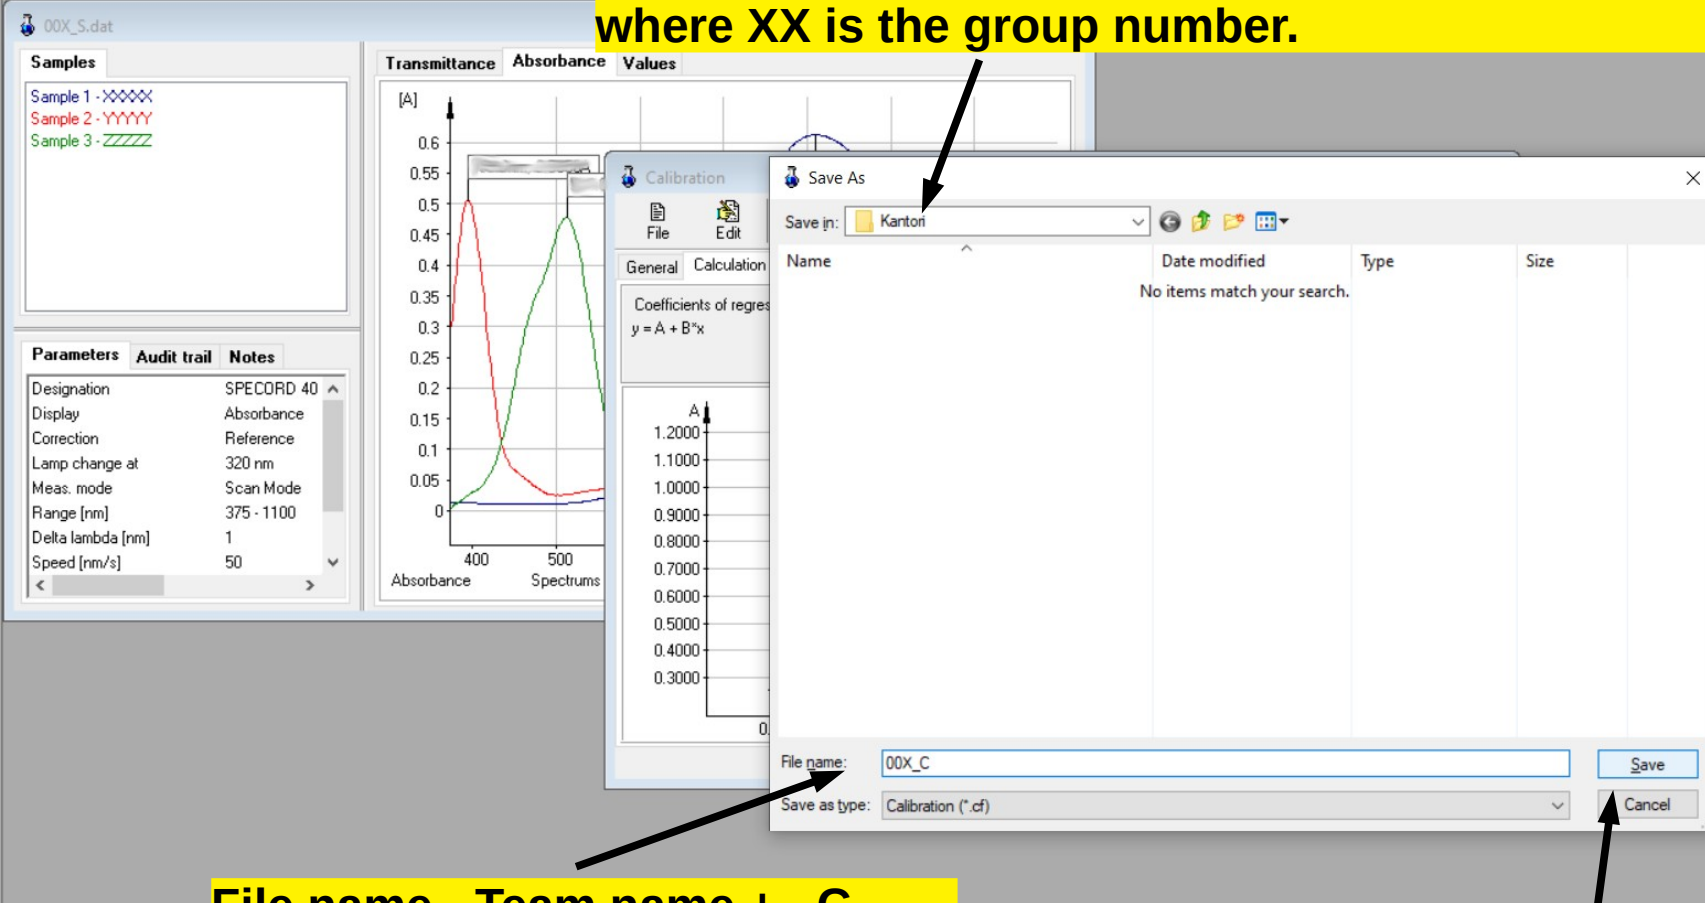 where XX is the group number.
00X_S.dat
Samples
Sample 1 - XXXXX
Sample 2 - YYYYY
Sample 3 - ZZZZZ
Parameters Audit trail Notes
Designation SPECORD 40
Display Absorbance
Correction Reference
Lamp change at 320 nm
Meas. mode Scan Mode
Range [nm] 375 - 1100
Delta lambda [nm] 1
Speed [nm/s] 50
Transmittance Absorbance Values
[A]
0.6
0.55
0.5
0.45
0.4
0.35
0.3
0.25
0.2
0.15
0.1
0.05
0
400 500
Absorbance Spectrums
Calibration
File Edit
General Calculation
Coefficients of regres
y = A + B*x
A
1.2000
1.1000
1.0000
0.9000
0.8000
0.7000
0.6000
0.5000
0.4000
0.3000
0.
Save As
Save in: Kantori
Name Date modified Type Size
No items match your search.
File name: 00X_C Save
Save as type: Calibration (*.cf) Cancel